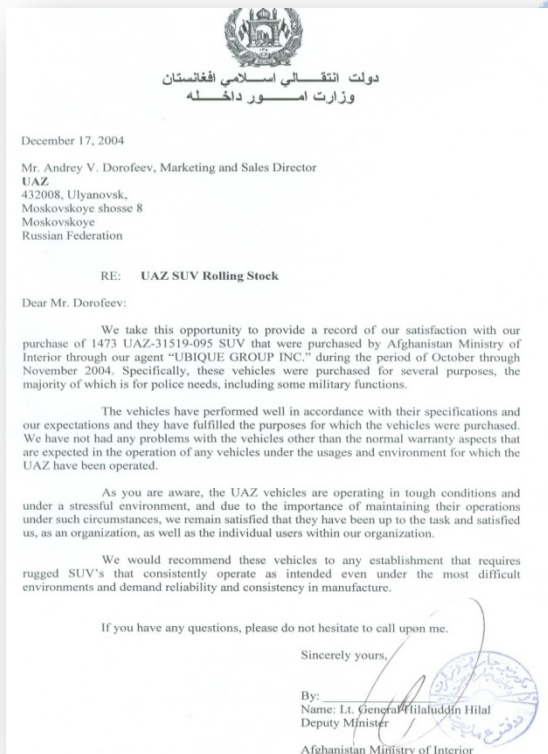 دولت انتقالي اسلامي افغانستان
وزارت امور داخله
December 17, 2004
Mr. Andrey V. Dorofeev, Marketing and Sales Director
UAZ
432008, Ulyanovsk,
Moskovskoye shosse 8
Moskovskoye
Russian Federation
RE: UAZ SUV Rolling Stock
Dear Mr. Dorofeev:
We take this opportunity to provide a record of our satisfaction with our
purchase of 1473 UAZ-31519-095 SUV that were purchased by Afghanistan Ministry of
Interior through our agent “UBIQUE GROUP INC.” during the period of October through
November 2004. Specifically, these vehicles were purchased for several purposes, the
majority of which is for police needs, including some military functions.
The vehicles have performed well in accordance with their specifications and
our expectations and they have fulfilled the purposes for which the vehicles were purchased.
We have not had any problems with the vehicles other than the normal warranty aspects that
are expected in the operation of any vehicles under the usages and environment for which the
UAZ have been operated.
As you are aware, the UAZ vehicles are operating in tough conditions and
under a stressful environment, and due to the importance of maintaining their operations
under such circumstances, we remain satisfied that they have been up to the task and satisfied
us, as an organization, as well as the individual users within our organization.
We would recommend these vehicles to any establishment that requires
rugged SUV's that consistently operate as intended even under the most difficult
environments and demand reliability and consistency in manufacture.
If you have any questions, please do not hesitate to call upon me.
Sincerely yours,
By:
Name: Lt. General Hilaluddin Hilal
Deputy Minister
Afghanistan Ministry of Interior